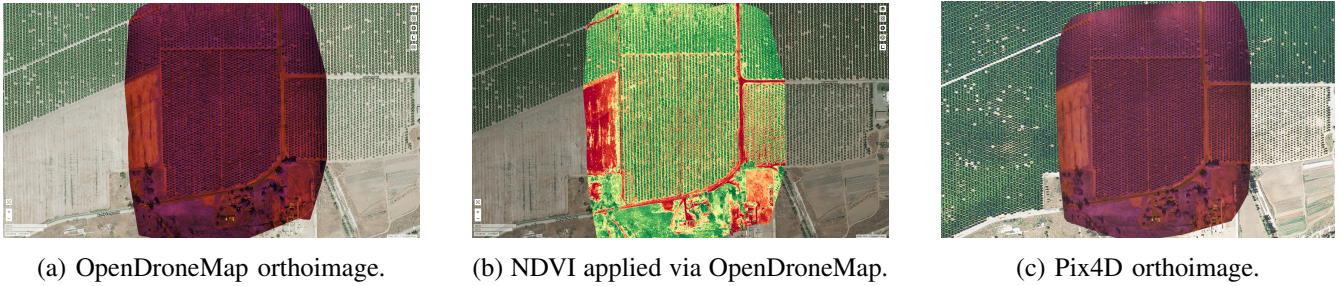 (a) OpenDroneMap orthoimage.
(b) NDVI applied via OpenDroneMap.
(c) Pix4D orthoimage.